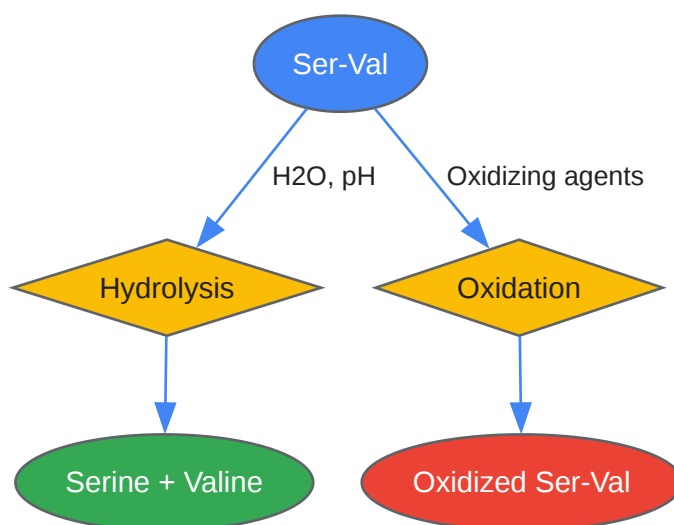 Ser-Val
H2O, pH
Oxidizing agents
Hydrolysis
Oxidation
Serine + Valine
Oxidized Ser-Val